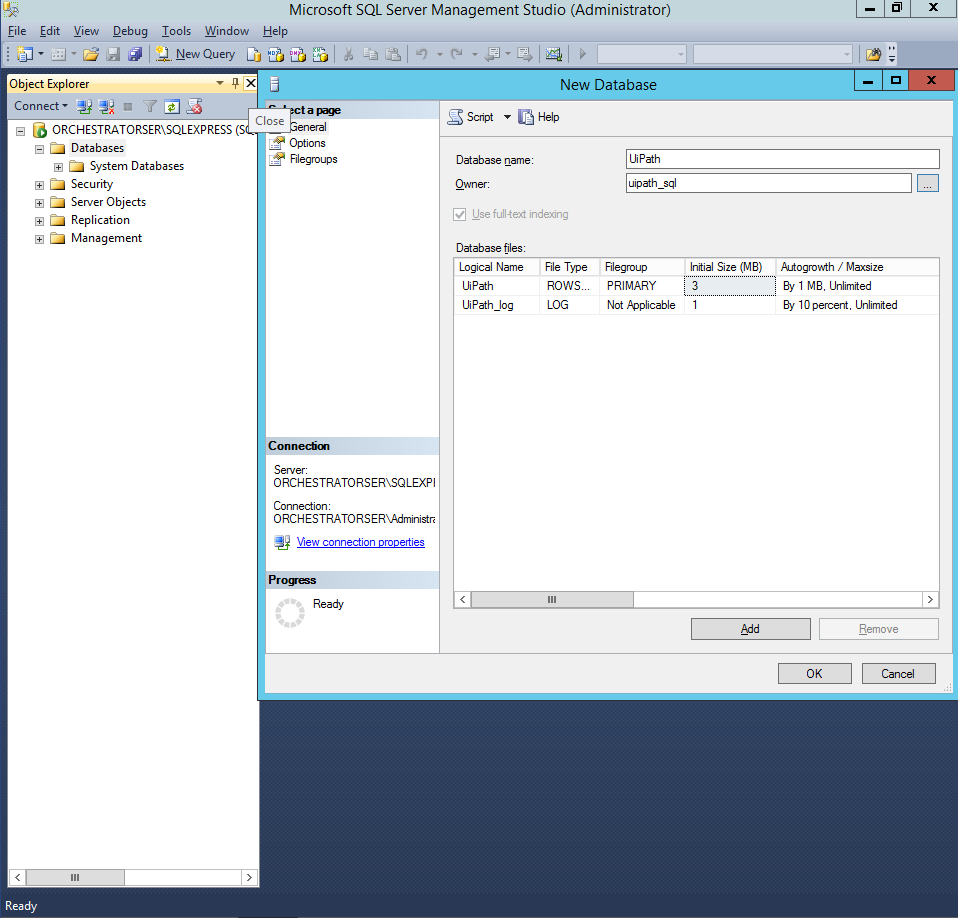 Microsoft SQL Server Management Studio (Administrator)
File Edit View Debug Tools Window Help
New Query
Object Explorer
Connect
Close
ORCHESTRATORSER\SQLEXPRESS (SQ
Databases
System Databases
Security
Server Objects
Replication
Management
New Database
Select a page
General
Options
Filegroups
Script Help
Database name: UiPath
Owner: uipath_sql ...
Use full-text indexing
Database files:
Logical Name File Type Filegroup Initial Size (MB) Autogrowth / Maxsize
UiPath ROWS... PRIMARY 3 By 1 MB, Unlimited
UiPath_log LOG Not Applicable 1 By 10 percent, Unlimited
Connection
Server:
ORCHESTRATORSER\SQLEXPI
Connection:
ORCHESTRATORSER\Administra
View connection properties
Progress
Ready
Add Remove
OK Cancel
Ready